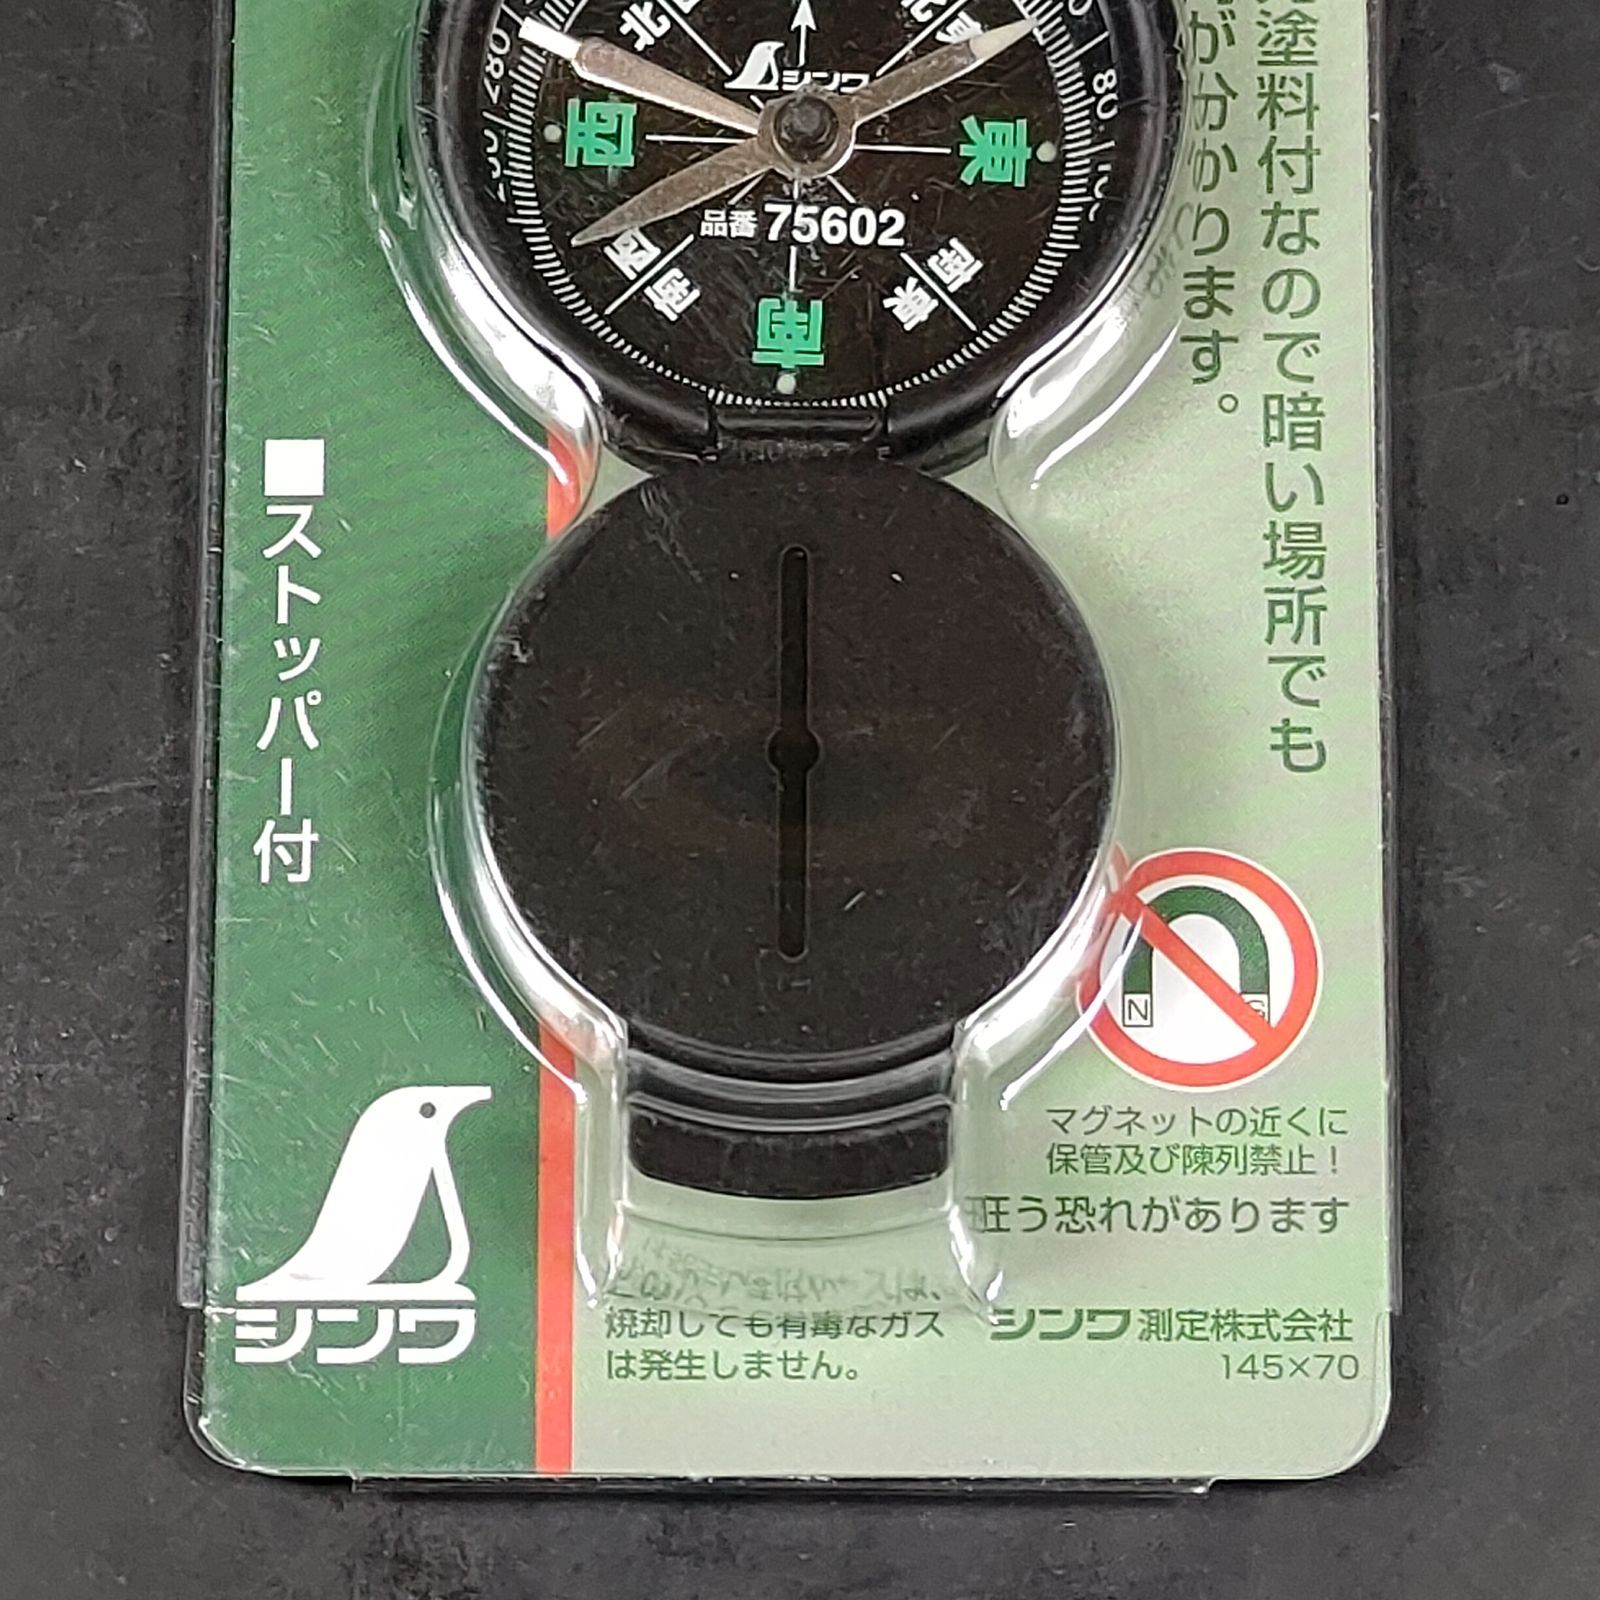 北
シンワ
280
80
西
東
品番 75602
南西
南東
南
塗料付なので暗い場所でも
がわかります。
■ストッパー付
N
マグネットの近くに
保管及び陳列禁止！
狂う恐れがあります
焼却しても有毒なガス
は発生しません。
シンワ
シンワ測定株式会社
145×70